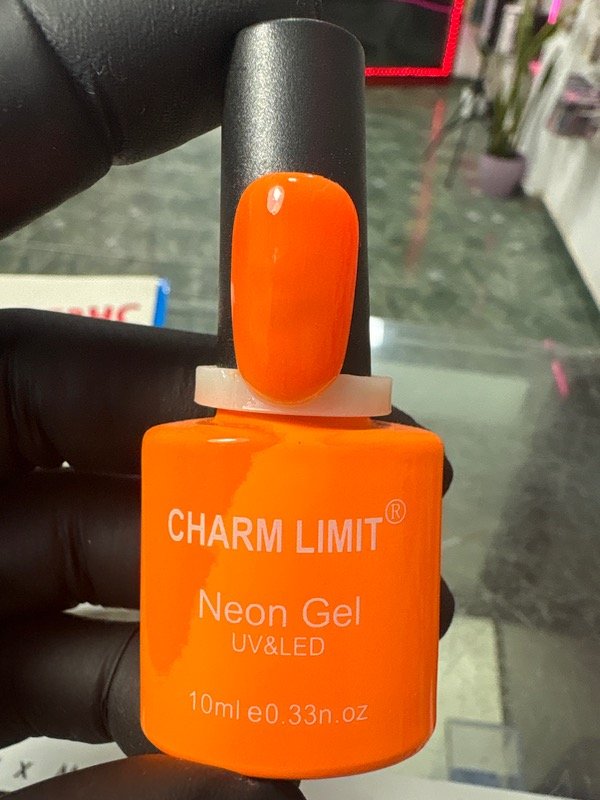 CHARM LIMIT®
Neon Gel
UV&LED
10ml e0.33n.oz